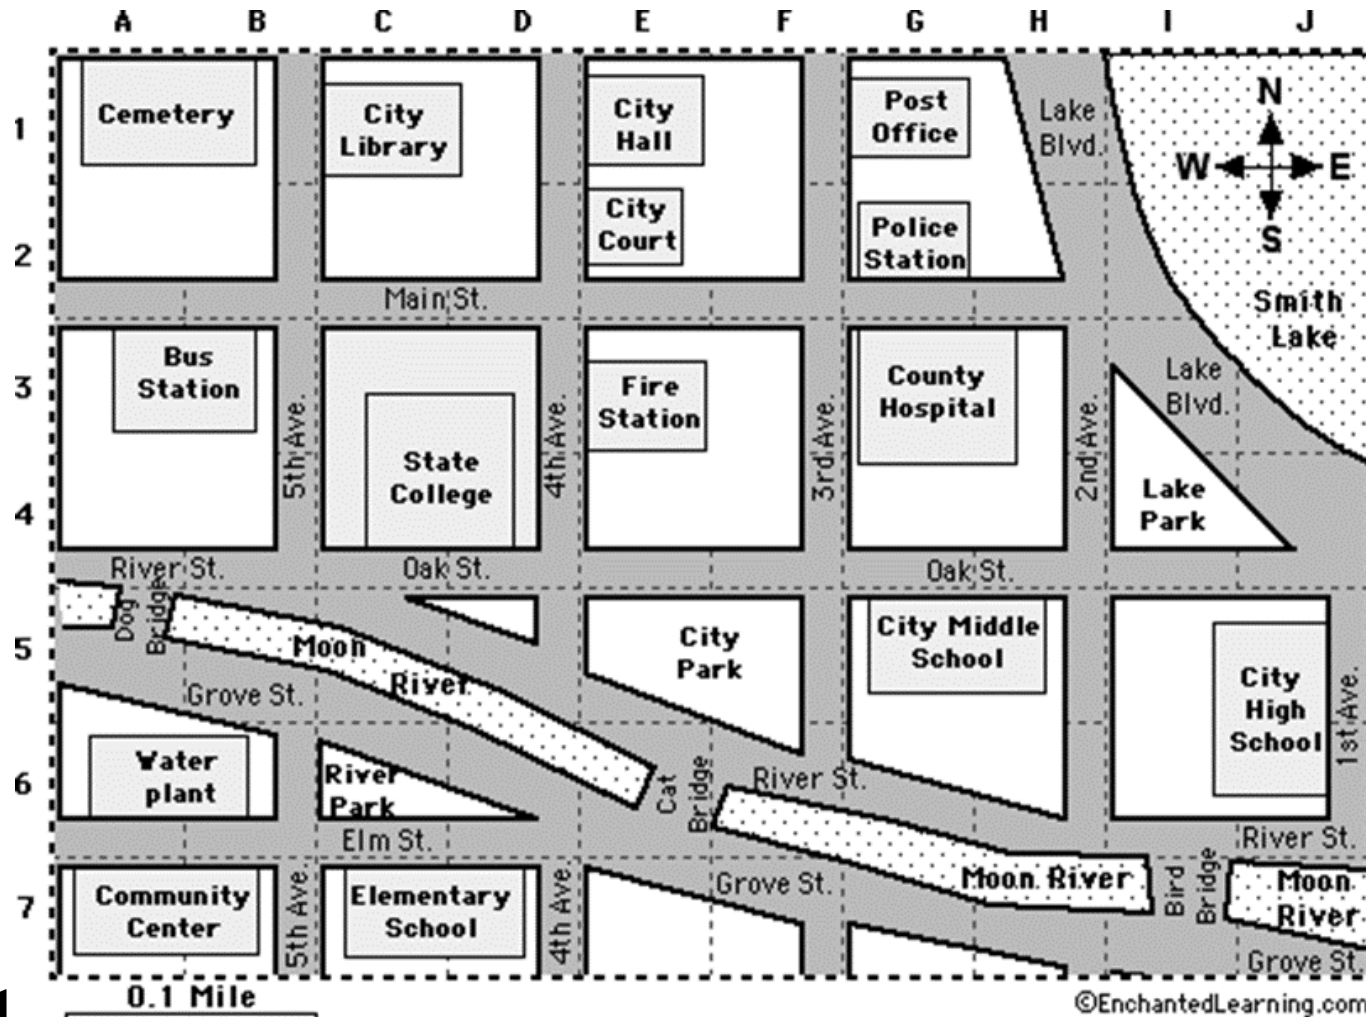 A B C D E F G H I J
1
Cemetery
City
Library
City
Hall
Post
Office
Lake
Blvd.
N
W E
S
2
City
Court
Police
Station
Smith
Lake
Main St.
3
Bus
Station
Fire
Station
County
Hospital
Lake
Blvd.
5th Ave.
4th Ave.
3rd Ave.
2nd Ave.
4
State
College
Lake
Park
River St.
Oak St.
Oak St.
5
Dog
Bridge
Moon
River
City
Park
City Middle
School
City
High
School
1st Ave.
Grove St.
6
Water
plant
River
Park
Cat
Bridge
River St.
Elm St.
River St.
7
Community
Center
5th Ave.
Elementary
School
4th Ave.
Grove St.
Moon River
Bird
Bridge
Moon
River
Grove St.
0.1 Mile
©EnchantedLearning.com